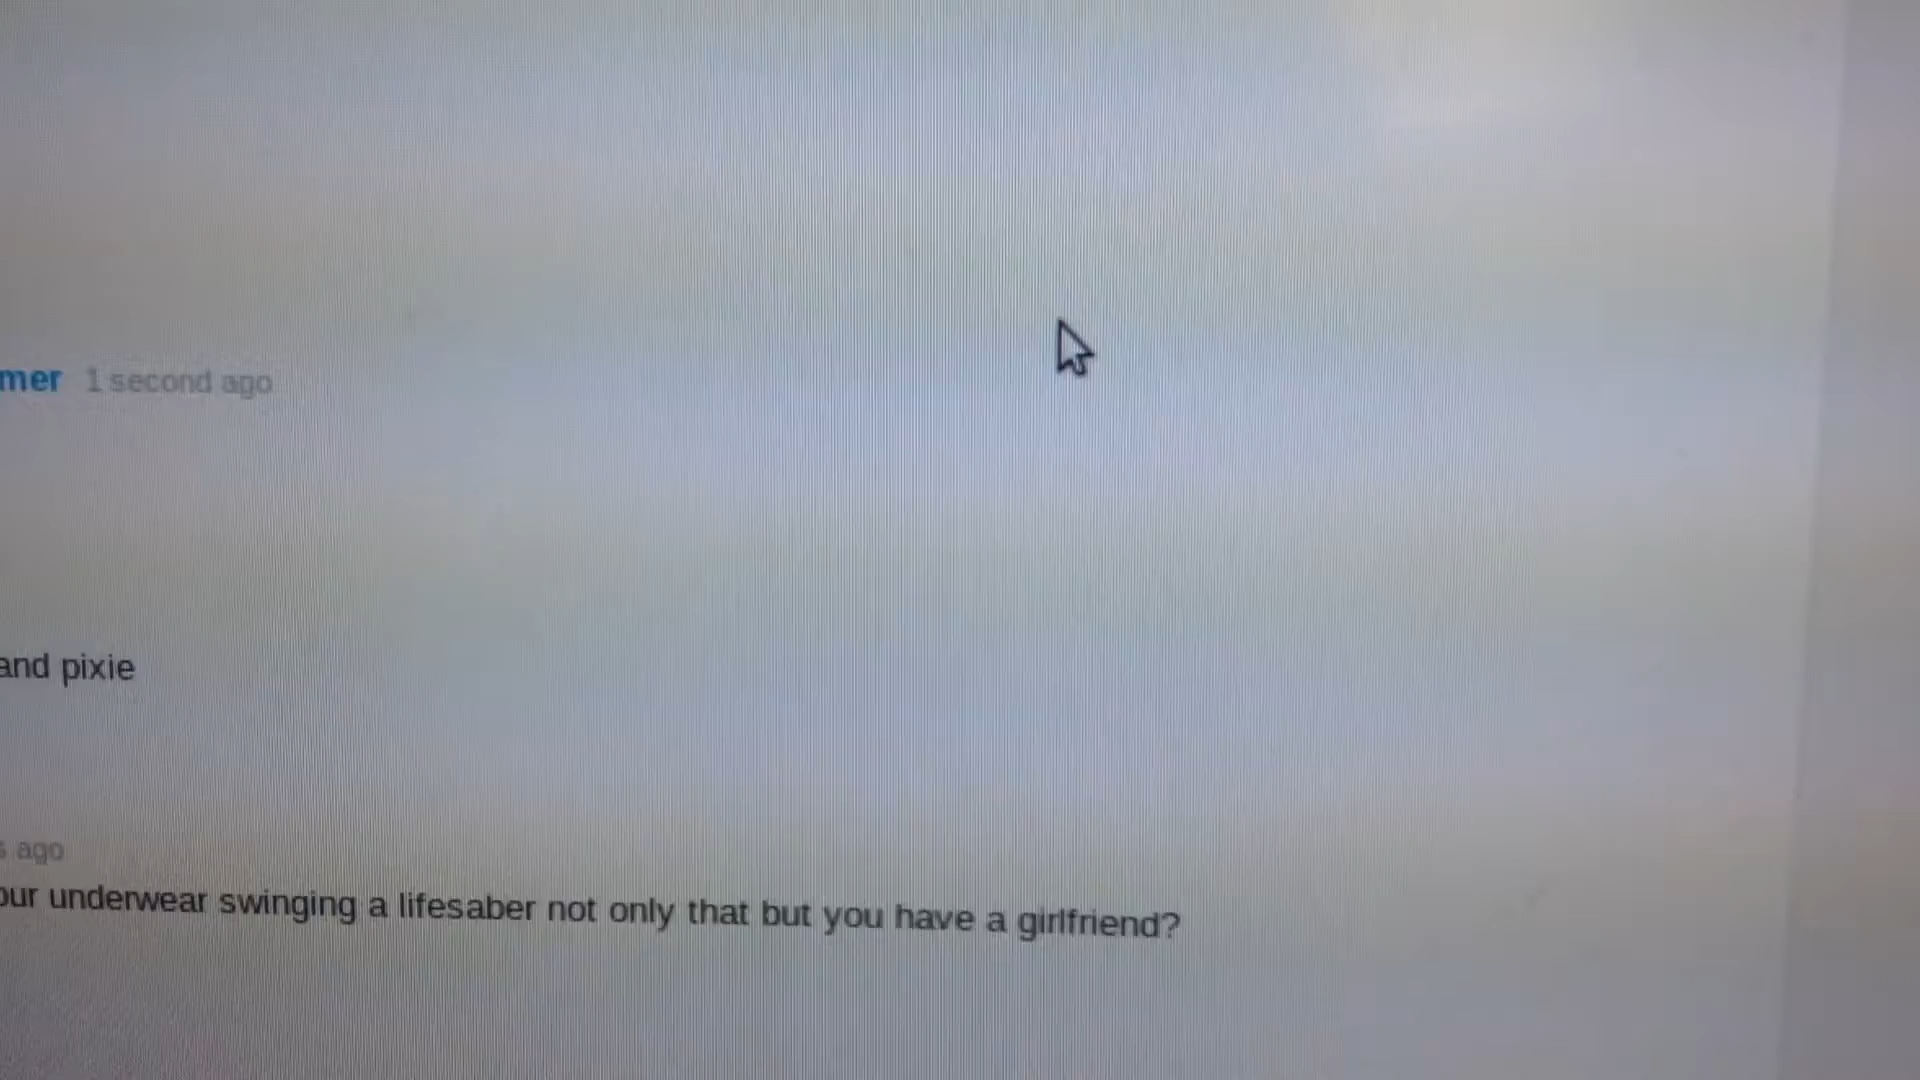 mer 1 second ago
and pixie
s ago
our underwear swinging a lifesaber not only that but you have a girlfriend?